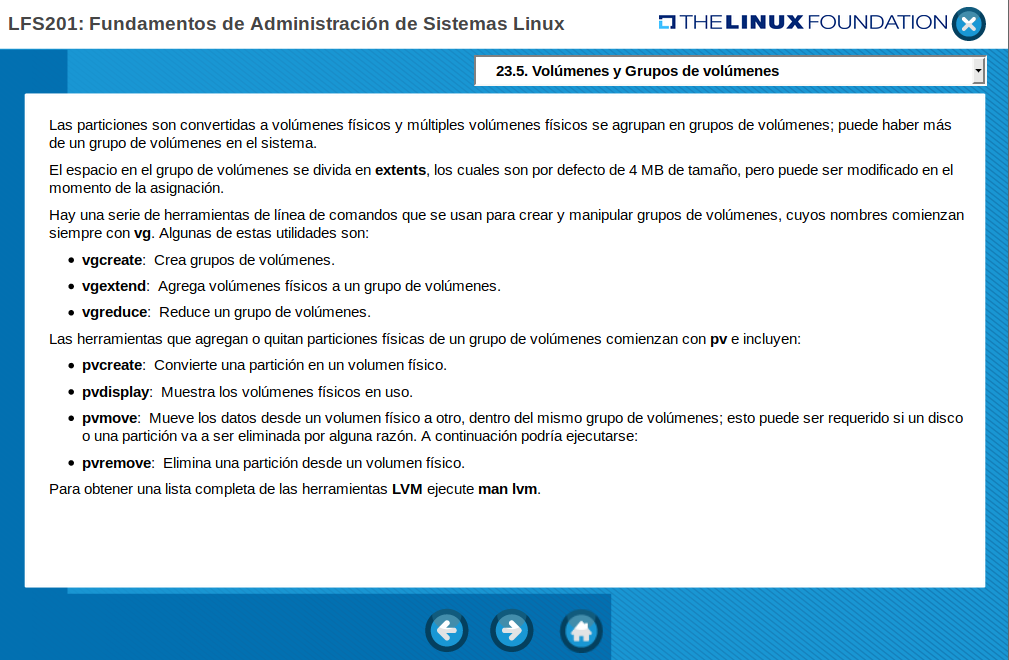 LFS201: Fundamentos de Administración de Sistemas Linux
THE LINUX FOUNDATION
23.5. Volúmenes y Grupos de volúmenes
Las particiones son convertidas a volúmenes físicos y múltiples volúmenes físicos se agrupan en grupos de volúmenes; puede haber más
de un grupo de volúmenes en el sistema.
El espacio en el grupo de volúmenes se divida en extents, los cuales son por defecto de 4 MB de tamaño, pero puede ser modificado en el
momento de la asignación.
Hay una serie de herramientas de línea de comandos que se usan para crear y manipular grupos de volúmenes, cuyos nombres comienzan
siempre con vg. Algunas de estas utilidades son:
• vgcreate: Crea grupos de volúmenes.
• vgextend: Agrega volúmenes físicos a un grupo de volúmenes.
• vgreduce: Reduce un grupo de volúmenes.
Las herramientas que agregan o quitan particiones físicas de un grupo de volúmenes comienzan con pv e incluyen:
• pvcreate: Convierte una partición en un volumen físico.
• pvdisplay: Muestra los volúmenes físicos en uso.
• pvmove: Mueve los datos desde un volumen físico a otro, dentro del mismo grupo de volúmenes; esto puede ser requerido si un disco
o una partición va a ser eliminada por alguna razón. A continuación podría ejecutarse:
• pvremove: Elimina una partición desde un volumen físico.
Para obtener una lista completa de las herramientas LVM ejecute man lvm.